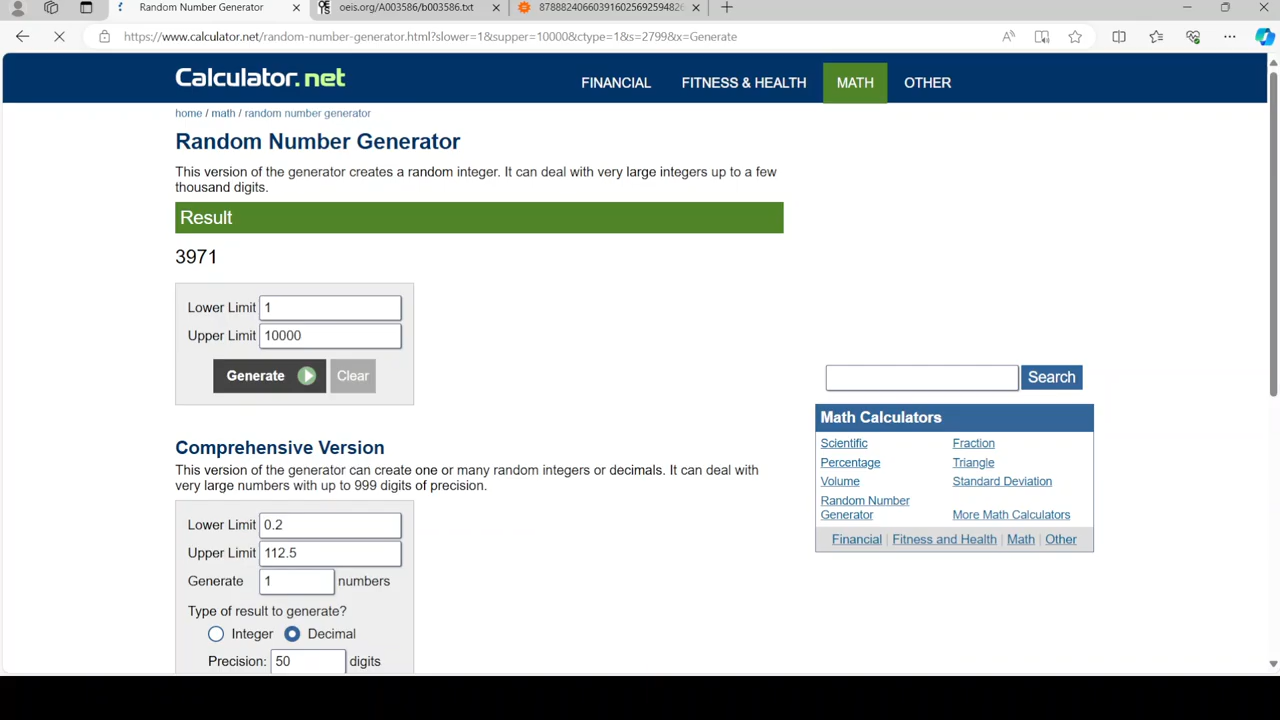 Random Number Generator
oeis.org/A003586/b003586.txt
https://www.calculator.net/random-number-generator.html?slower=1&supper=10000&ctype=1&s=27998&x=Generate
Calculator.net
FINANCIAL
FITNESS & HEALTH
MATH
OTHER
home / math / random number generator
Random Number Generator
This version of the generator creates a random integer. It can deal with very large integers up to a few
thousand digits.
Result
3971
Lower Limit 1
Upper Limit 10000
Generate
Clear
Search
Math Calculators
Scientific
Fraction
Percentage
Triangle
Volume
Standard Deviation
Random Number
Generator
More Math Calculators
Financial | Fitness and Health | Math | Other
Comprehensive Version
This version of the generator can create one or many random integers or decimals. It can deal with
very large numbers with up to 999 digits of precision.
Lower Limit 0.2
Upper Limit 112.5
Generate 1 numbers
Type of result to generate?
Integer
Decimal
Precision: 50 digits